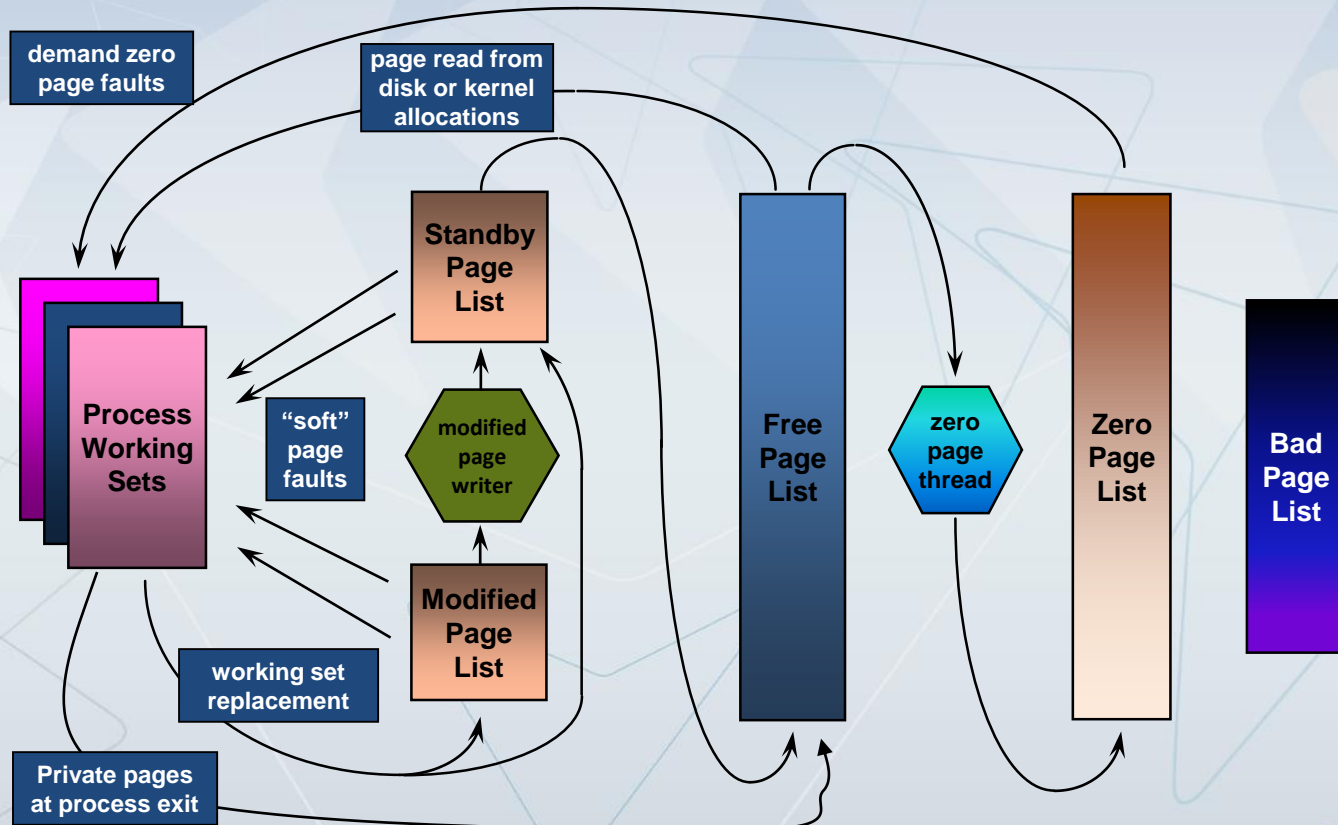 demand zero
page faults
page read from
disk or kernel
allocations
Standby
Page
List
Process
Working
Sets
“soft”
page
faults
modified
page
writer
Free
Page
List
zero
page
thread
Zero
Page
List
Bad
Page
List
Modified
Page
List
working set
replacement
Private pages
at process exit